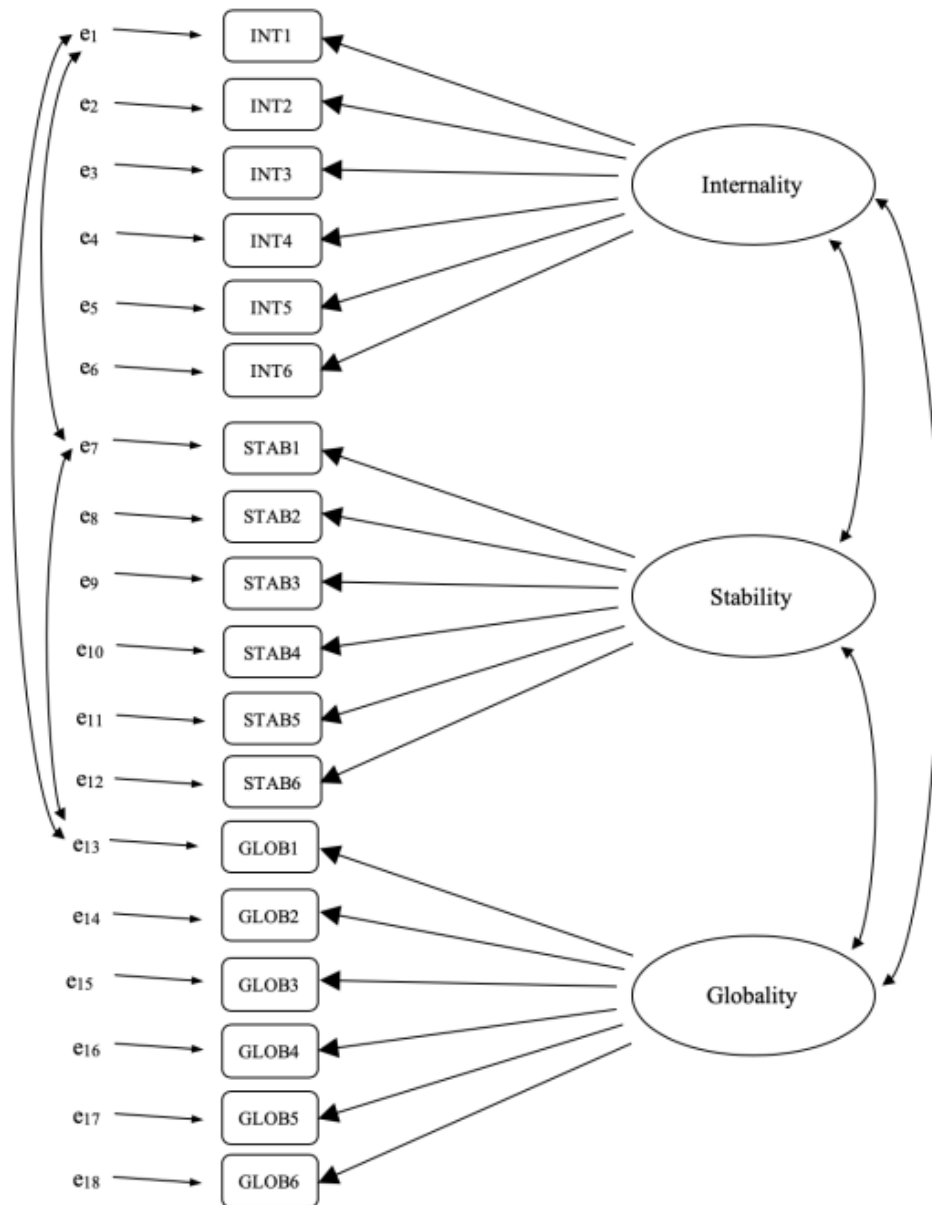 e1 INT1
e2 INT2
e3 INT3
Internality
e4 INT4
e5 INT5
e6 INT6
e7 STAB1
e8 STAB2
e9 STAB3
Stability
e10 STAB4
e11 STAB5
e12 STAB6
e13 GLOB1
e14 GLOB2
e15 GLOB3
Globality
e16 GLOB4
e17 GLOB5
e18 GLOB6